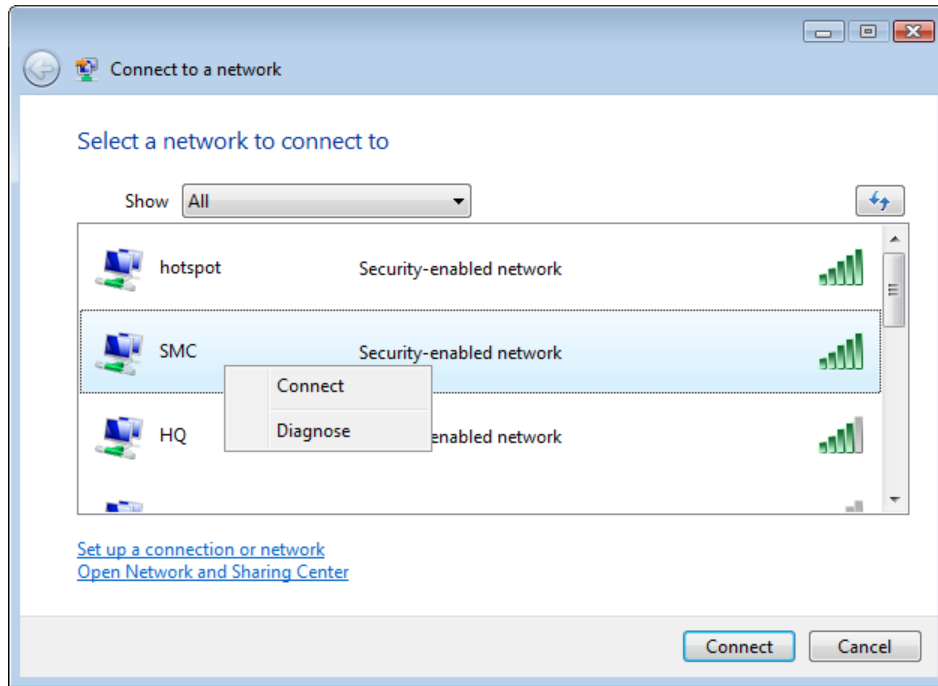 Connect to a network
Select a network to connect to
Show All
hotspot Security-enabled network
SMC Security-enabled network
Connect
Diagnose
HQ enabled network
Set up a connection or network
Open Network and Sharing Center
Connect Cancel